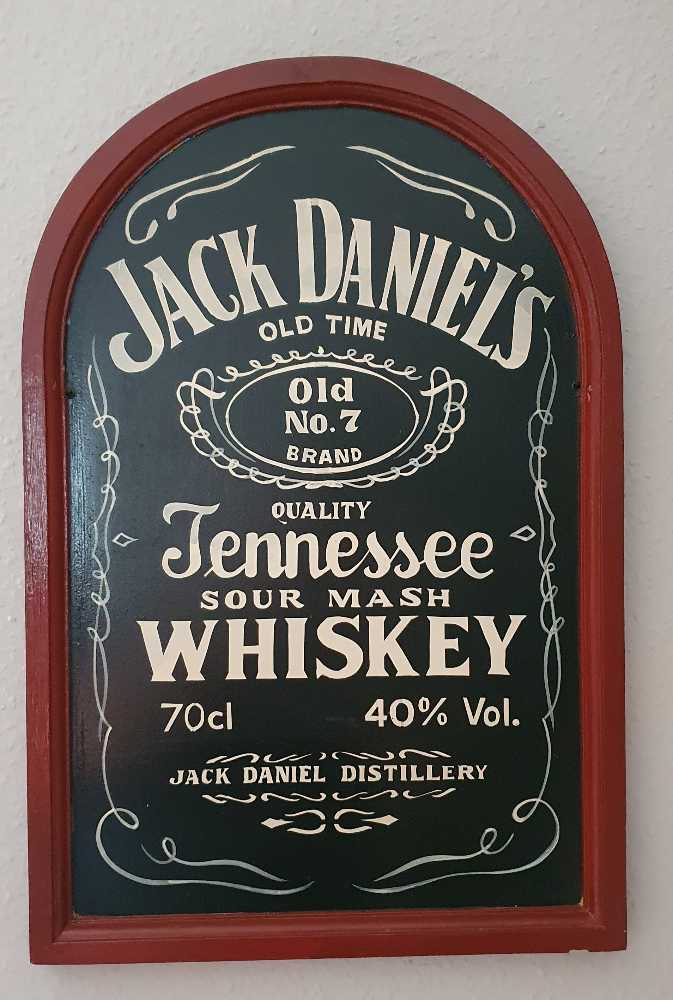 JACK DANIEL'S
OLD TIME
Old
No.7
BRAND
QUALITY
Tennessee
SOUR MASH
WHISKEY
70cl 40% Vol.
JACK DANIEL DISTILLERY